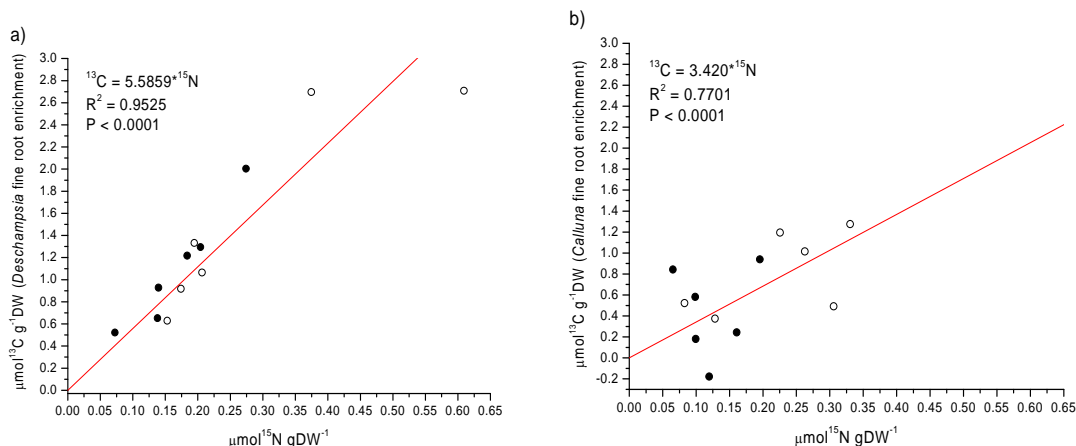 a)
¹³C = 5.5859*¹⁵N
R² = 0.9525
P < 0.0001
μmol¹³C g⁻¹DW (Deschampsia fine root enrichment)
3.0
2.8
2.6
2.4
2.2
2.0
1.8
1.6
1.4
1.2
1.0
0.8
0.6
0.4
0.2
0.0
0.00 0.05 0.10 0.15 0.20 0.25 0.30 0.35 0.40 0.45 0.50 0.55 0.60 0.65
μmol¹⁵N gDW⁻¹
b)
¹³C = 3.420*¹⁵N
R² = 0.7701
P < 0.0001
μmol¹³C g⁻¹DW (Calluna fine root enrichment)
3.0
2.8
2.6
2.4
2.2
2.0
1.8
1.6
1.4
1.2
1.0
0.8
0.6
0.4
0.2
0.0
-0.2
0.00 0.05 0.10 0.15 0.20 0.25 0.30 0.35 0.40 0.45 0.50 0.55 0.60 0.65
μmol¹⁵N gDW⁻¹